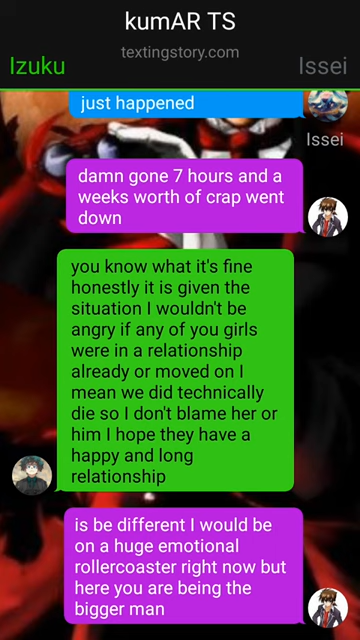 kumAR TS
textingstory.com
Izuku
Issei
just happened
Issei
damn gone 7 hours and a
weeks worth of crap went
down
you know what it's fine
honestly it is given the
situation I wouldn't be
angry if any of you girls
were in a relationship
already or moved on I
mean we did technically
die so I don't blame her or
him I hope they have a
happy and long
relationship
is be different I would be
on a huge emotional
rollercoaster right now but
here you are being the
bigger man